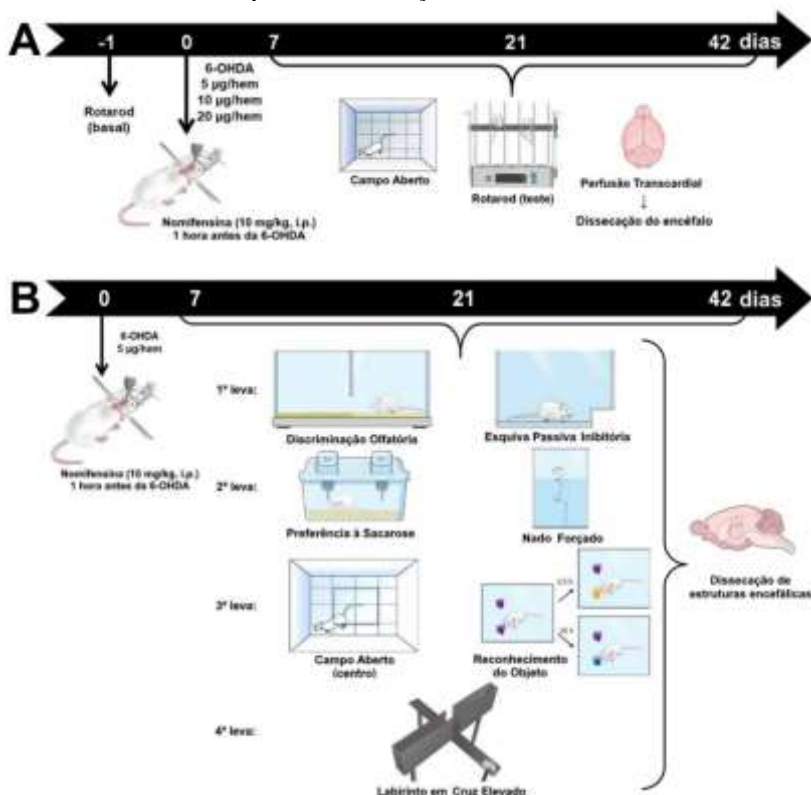 A
-1 0 7 21 42 dias
6-OHDA
5 µg/hem
10 µg/hem
20 µg/hem
Rotarod
(basal)
Nomifensina (10 mg/kg, i.p.)
1 hora antes da 6-OHDA
Campo Aberto
Rotarod (teste)
Perfusão Transcardial
↓
Dissecação do encéfalo
B
0 7 21 42 dias
6-OHDA
5 µg/hem
Nomifensina (10 mg/kg, i.p.)
1 hora antes da 6-OHDA
1ª leva:
Discriminação Olfatória
Esquiva Passiva Inibitória
2ª leva:
Preferência à Sacarose
Nado Forçado
3ª leva:
Campo Aberto
(centro)
Reconhecimento
do Objeto
4ª leva:
Labirinto em Cruz Elevado
Dissecação de
estruturas encefálicas